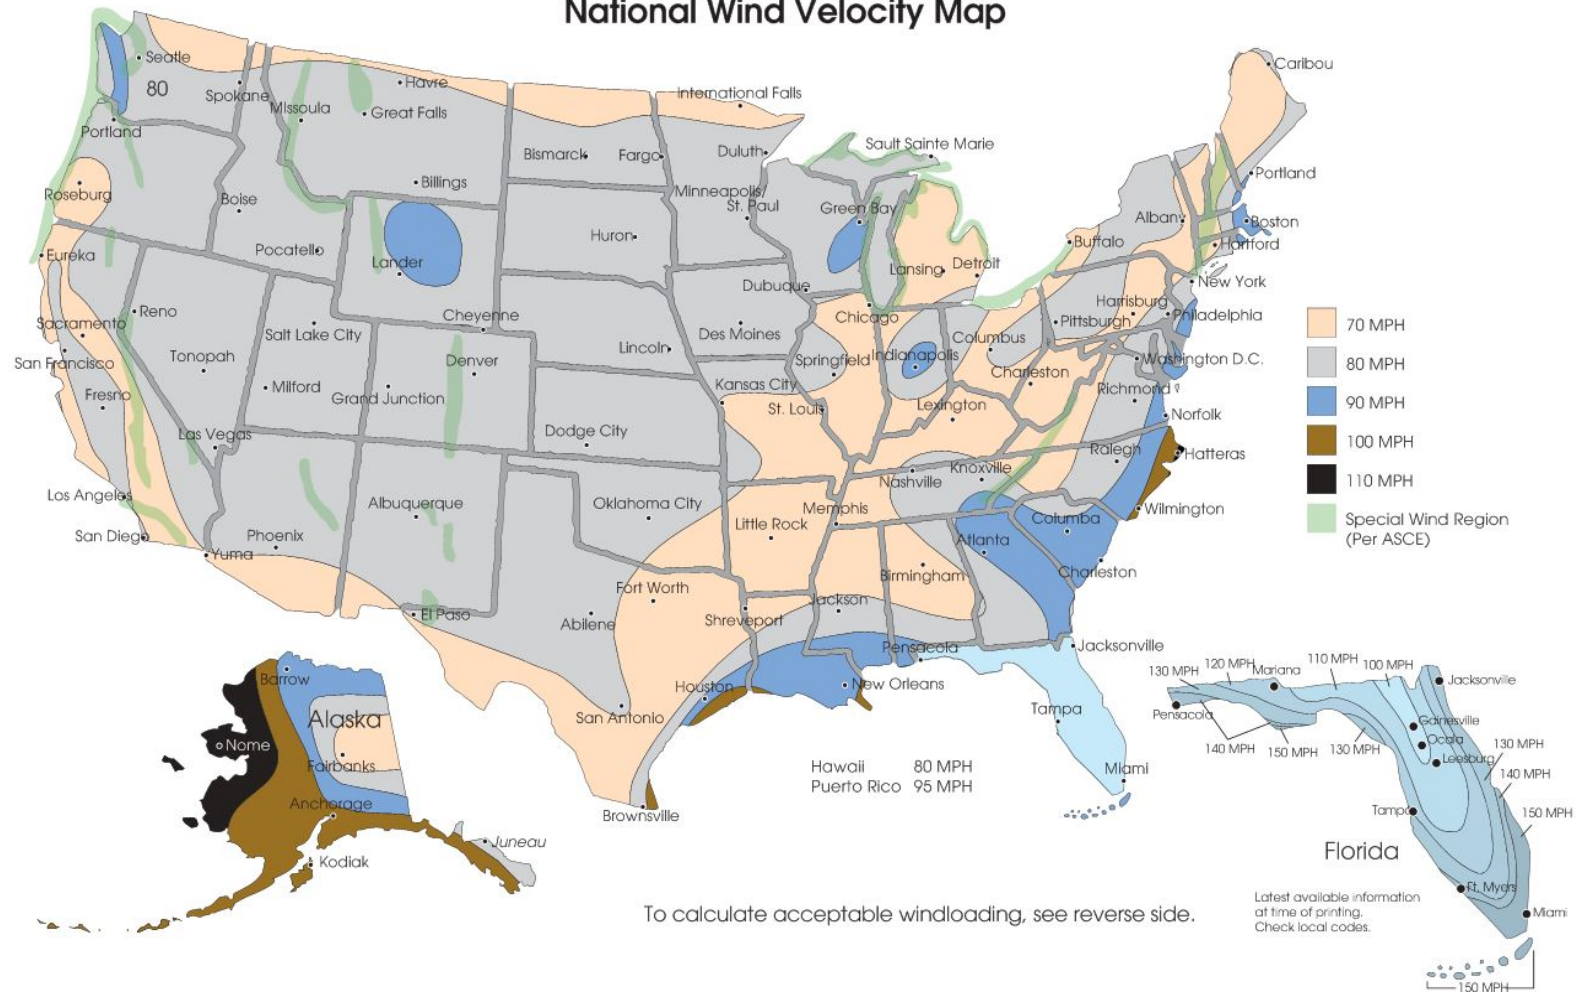 National Wind Velocity Map
Seatle
80
Spokane
Missoula
Havre
Great Falls
International Falls
Caribou
Portland
Bismarck
Fargo
Duluth
Sault Sainte Marie
Roseburg
Boise
Billings
Minneapolis/
St. Paul
Green Bay
Portland
Albany
Boston
Eureka
Pocatello
Lander
Huron
Buffalo
Hartford
Lansing
Detroit
Dubuque
New York
Reno
Sacramento
Salt Lake City
Cheyenne
Des Moines
Chicago
Harrisburg
Pittsburgh
Philadelphia
San Francisco
Tonopah
Denver
Lincoln
Springfield
Indianapolis
Columbus
Washington D.C.
Fresno
Milford
Grand Junction
Kansas City
St. Louis
Lexington
Charleston
Richmond
Norfolk
Las Vegas
Dodge City
Nashville
Knoxville
Ralegh
Hatteras
Los Angeles
Albuquerque
Oklahoma City
Little Rock
Memphis
Columba
Wilmington
San Diego
Yuma
Phoenix
Atlanta
Fort Worth
Birmingham
Charleston
El Paso
Abilene
Shreveport
Jackson
Pensacola
Jacksonville
Houston
New Orleans
San Antonio
Tampa
Miami
Brownsville
70 MPH
80 MPH
90 MPH
100 MPH
110 MPH
Special Wind Region
(Per ASCE)
Barrow
Alaska
Nome
Fairbanks
Anchorage
Juneau
Kodiak
Hawaii 80 MPH
Puerto Rico 95 MPH
130 MPH
120 MPH
Mariana
110 MPH
100 MPH
Jacksonville
Pensacola
Gainesville
Ocala
140 MPH
150 MPH
130 MPH
130 MPH
Leesburg
140 MPH
Tampa
150 MPH
Florida
Ft. Myers
Miami
150 MPH
Latest available information
at time of printing.
Check local codes.
To calculate acceptable windloading, see reverse side.